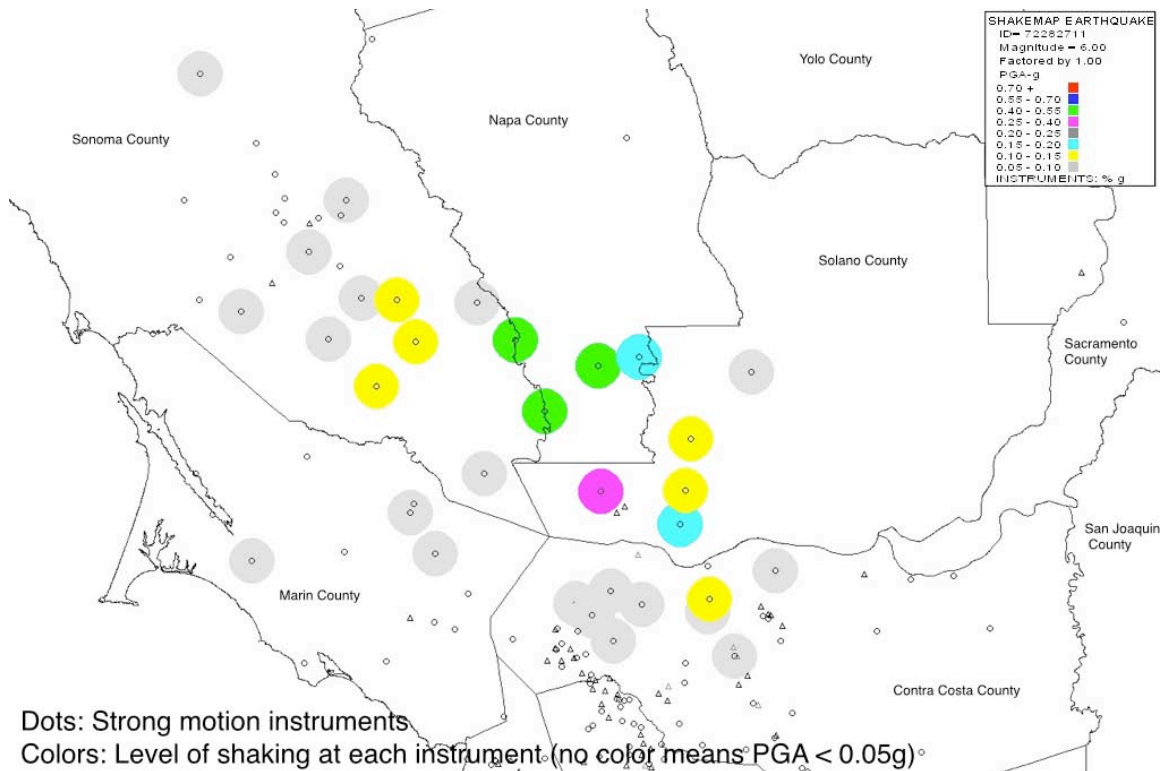 SHAKEMAP EARTHQUAKE
ID= 72282711
Magnitude = 6.00
Factored by 1.00
PGA-g
0.70 +
0.55 - 0.70
0.40 - 0.55
0.25 - 0.40
0.20 - 0.25
0.15 - 0.20
0.10 - 0.15
0.05 - 0.10
INSTRUMENTS: % g
Yolo County
Napa County
Sonoma County
Solano County
Sacramento
County
San Joaquin
County
Marin County
Contra Costa County
Dots: Strong motion instruments
Colors: Level of shaking at each instrument (no color means PGA < 0.05g)